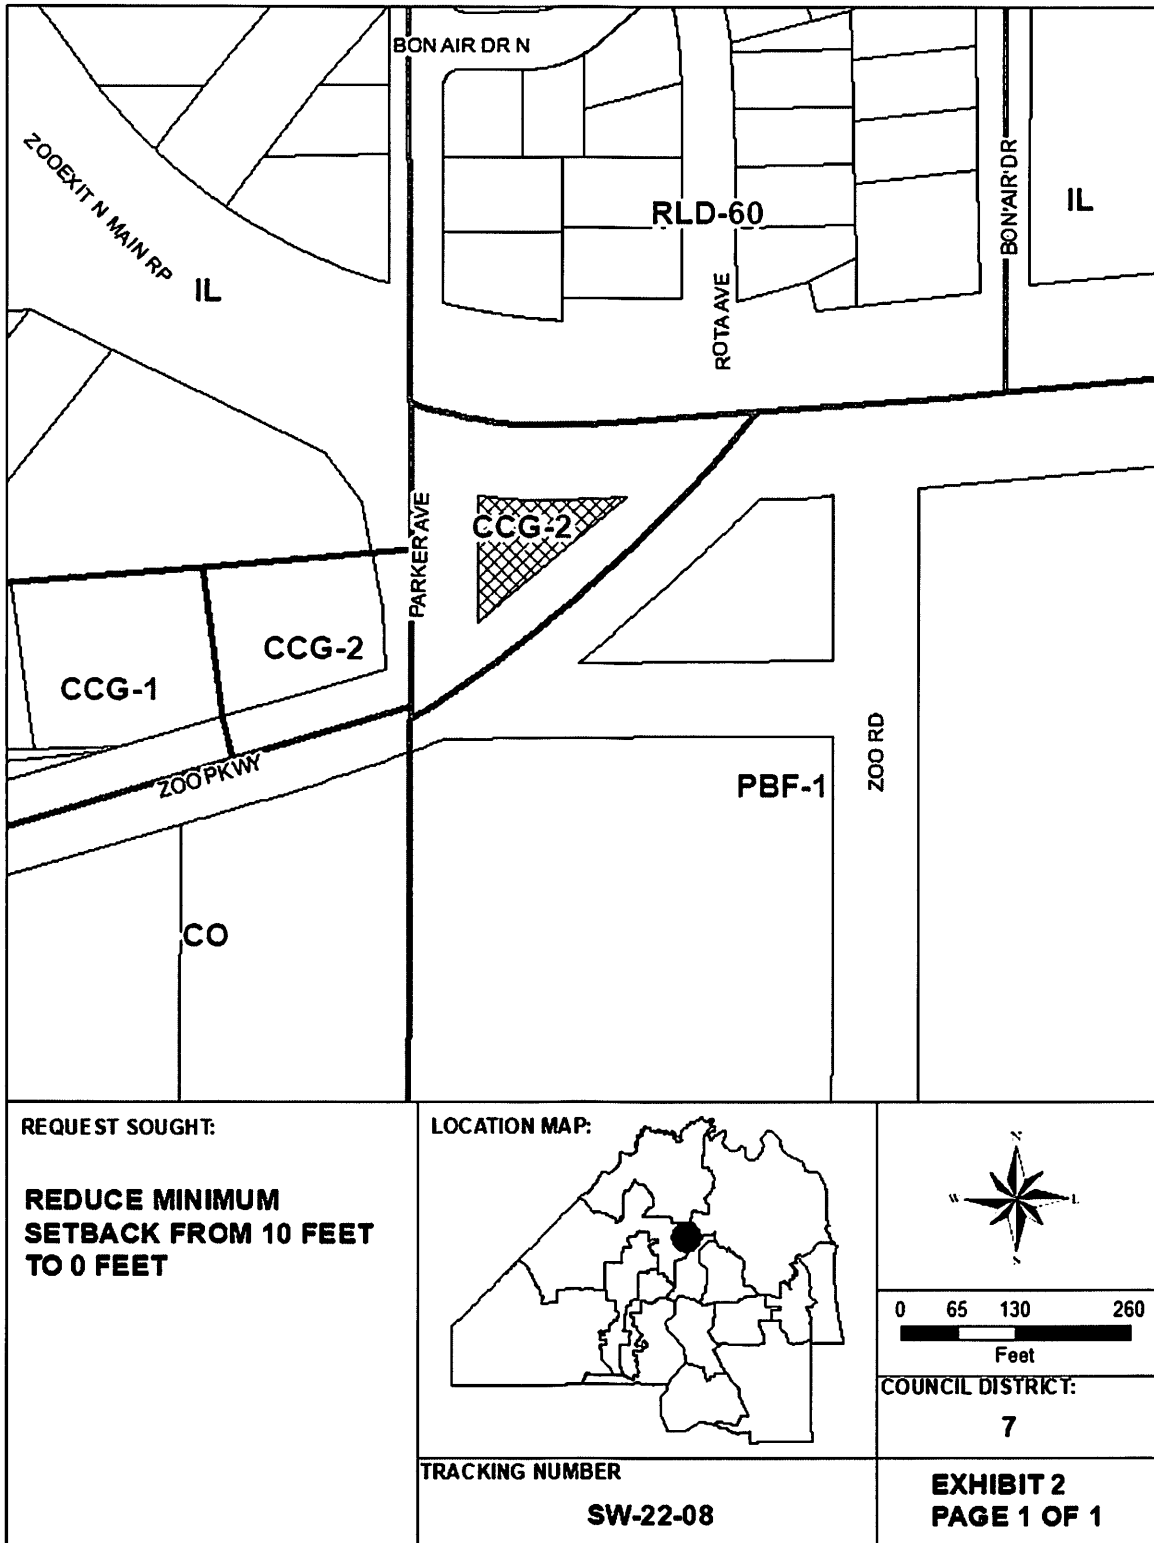 BON AIR DR N
ZOOEXIT N MAIN RP
IL
RLD-60
BON AIR DR
IL
ROTA AVE
PARKER AVE
CCG-2
CCG-2
CCG-1
ZOO PKWY
ZOO RD
PBF-1
CO
REQUEST SOUGHT:
REDUCE MINIMUM
SETBACK FROM 10 FEET
TO 0 FEET
LOCATION MAP:
N
W
E
S
0 65 130 260
Feet
COUNCIL DISTRICT:
7
TRACKING NUMBER
SW-22-08
EXHIBIT 2
PAGE 1 OF 1